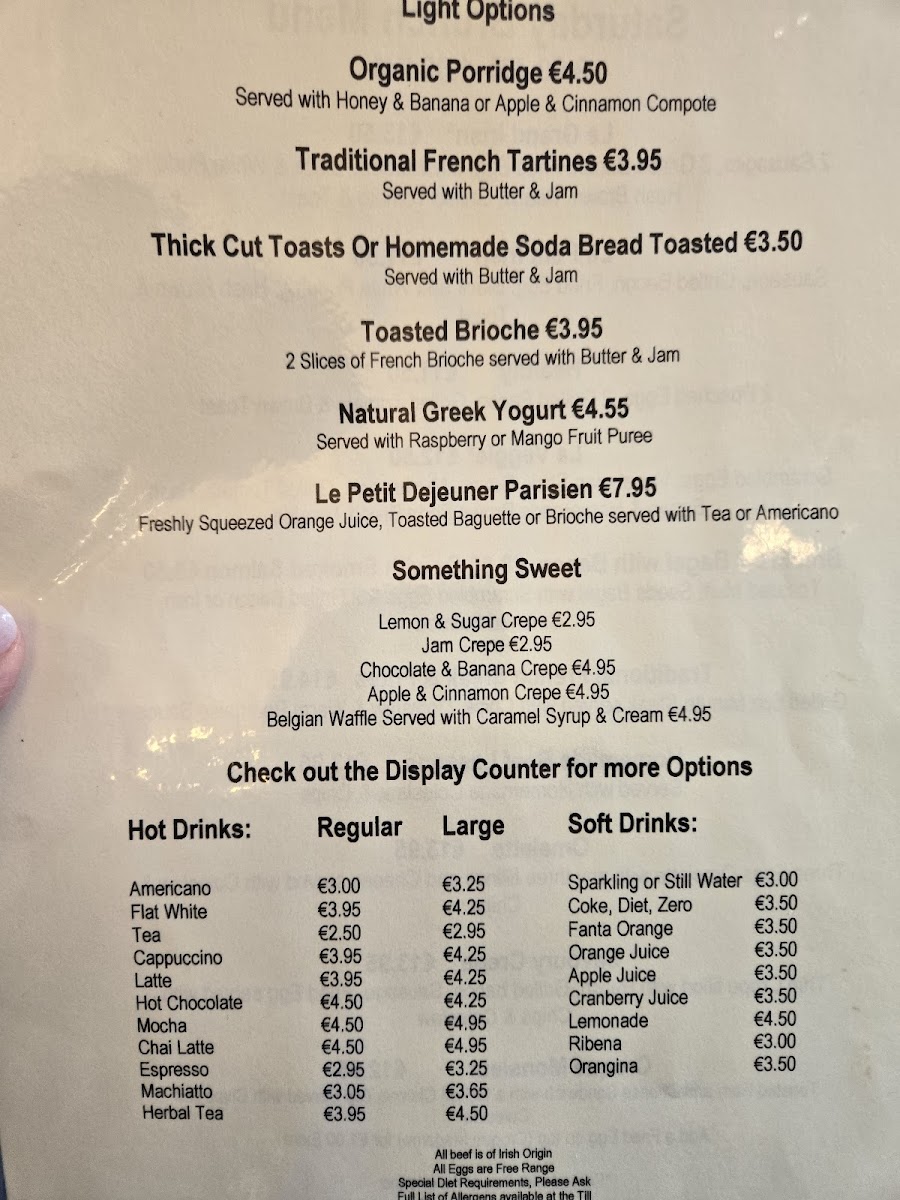 Light Options
Organic Porridge €4.50
Served with Honey & Banana or Apple & Cinnamon Compote
Traditional French Tartines €3.95
Served with Butter & Jam
Thick Cut Toasts Or Homemade Soda Bread Toasted €3.50
Served with Butter & Jam
Toasted Brioche €3.95
2 Slices of French Brioche served with Butter & Jam
Natural Greek Yogurt €4.55
Served with Raspberry or Mango Fruit Puree
Le Petit Dejeuner Parisien €7.95
Freshly Squeezed Orange Juice, Toasted Baguette or Brioche served with Tea or Americano
Something Sweet
Lemon & Sugar Crepe €2.95
Jam Crepe €2.95
Chocolate & Banana Crepe €4.95
Apple & Cinnamon Crepe €4.95
Belgian Waffle Served with Caramel Syrup & Cream €4.95
Check out the Display Counter for more Options
Hot Drinks: Regular Large Soft Drinks:
Americano €3.00 €3.25 Sparkling or Still Water €3.00
Flat White €3.95 €4.25 Coke, Diet, Zero €3.50
Tea €2.50 €2.95 Fanta Orange €3.50
Cappuccino €3.95 €4.25 Orange Juice €3.50
Latte €3.95 €4.25 Apple Juice €3.50
Hot Chocolate €4.50 €4.25 Cranberry Juice €3.50
Mocha €4.50 €4.95 Lemonade €4.50
Chai Latte €4.50 €4.95 Ribena €3.00
Espresso €2.95 €3.25 Orangina €3.50
Machiatto €3.05 €3.65
Herbal Tea €3.95 €4.50
All beef is of Irish Origin
All Eggs are Free Range
Special Diet Requirements, Please Ask
Full List of Allergens available at the Till